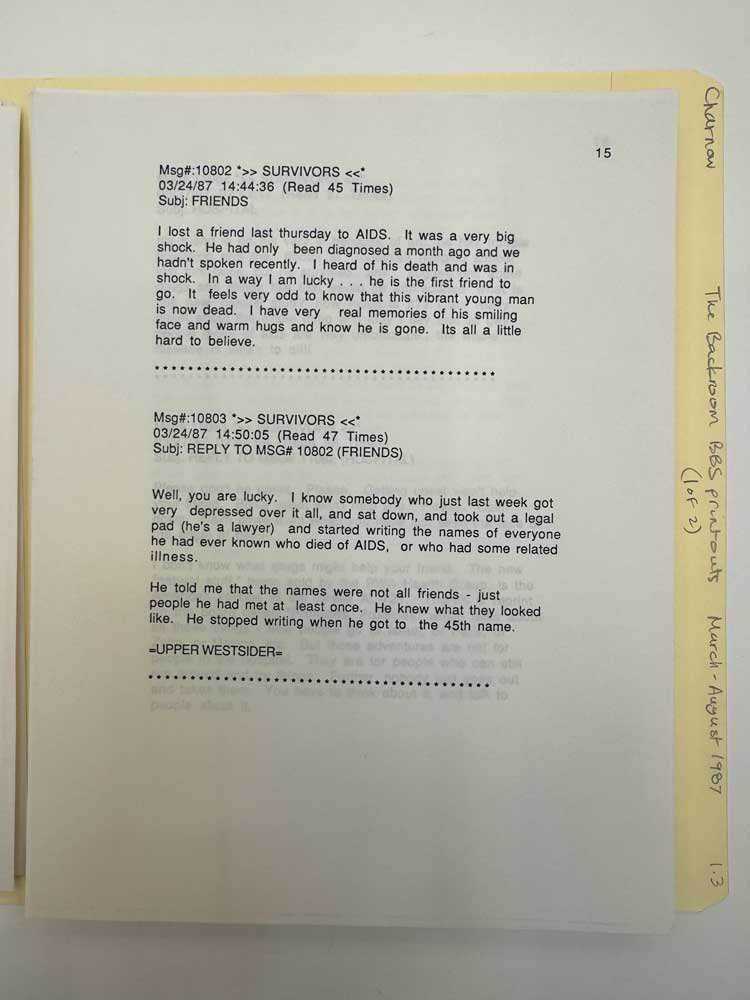 15
Msg#:10802 *>> SURVIVORS <<*
03/24/87 14:44:36 (Read 45 Times)
Subj: FRIENDS
I lost a friend last thursday to AIDS. It was a very big
shock. He had only been diagnosed a month ago and we
hadn't spoken recently. I heard of his death and was in
shock. In a way I am lucky . . . he is the first friend to
go. It feels very odd to know that this vibrant young man
is now dead. I have very real memories of his smiling
face and warm hugs and know he is gone. Its all a little
hard to believe.
Msg#:10803 *>> SURVIVORS <<*
03/24/87 14:50:05 (Read 47 Times)
Subj: REPLY TO MSG# 10802 (FRIENDS)
Well, you are lucky. I know somebody who just last week got
very depressed over it all, and sat down, and took out a legal
pad (he's a lawyer) and started writing the names of everyone
he had ever known who died of AIDS, or who had some related
illness.
He told me that the names were not all friends - just
people he had met at least once. He knew what they looked
like. He stopped writing when he got to the 45th name.
=UPPER WESTSIDER=
Charnow The Backroom BBS printouts March - August 1987 1.3
(1 of 2)